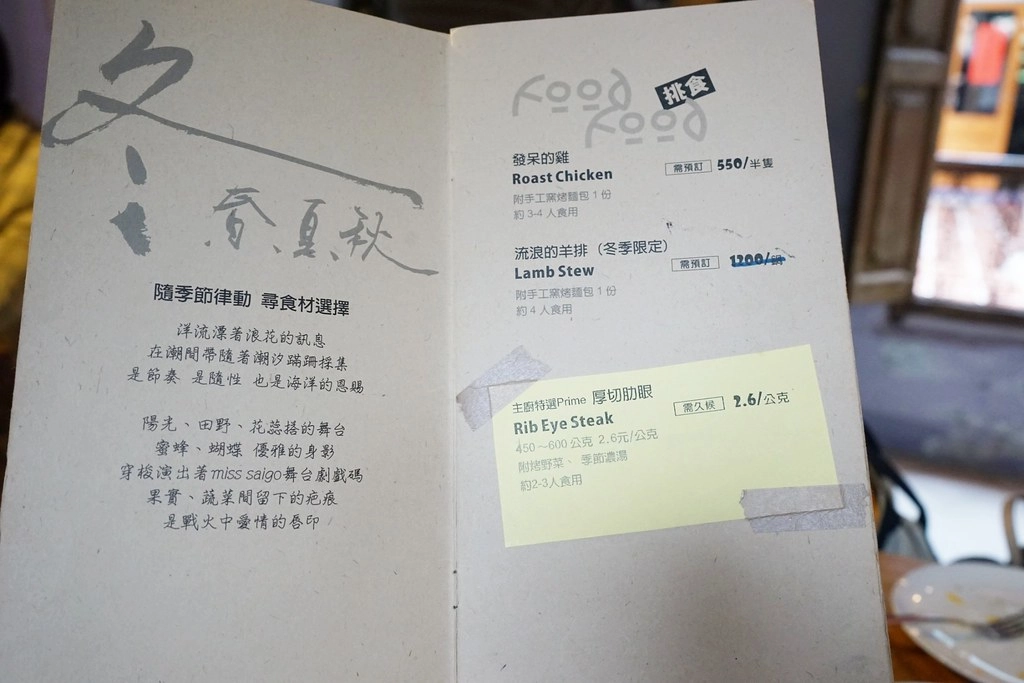 冬
春夏秋
隨季節律動 尋食材選擇
洋流漂著浪花的訊息
在潮間帶隨著潮汐蹣跚採集
是節奏 是隨性 也是海洋的恩賜
陽光、田野、花蕊搭的舞台
蜜蜂、蝴蝶 優雅的身影
穿梭演出著miss saigo舞台劇戲碼
果實、蔬菜間留下的疤痕
是戰火中愛情的唇印
挑食
發呆的雞
Roast Chicken 需預訂 550/半隻
附手工窯烤麵包1份
約3-4人食用
流浪的羊排（冬季限定）
Lamb Stew 需預訂 1200/鍋
附手工窯烤麵包1份
約4人食用
主廚特選Prime 厚切肋眼
Rib Eye Steak 需久候 2.6/公克
450～600公克 2.6元/公克
附烤野菜、季節濃湯
約2-3人食用